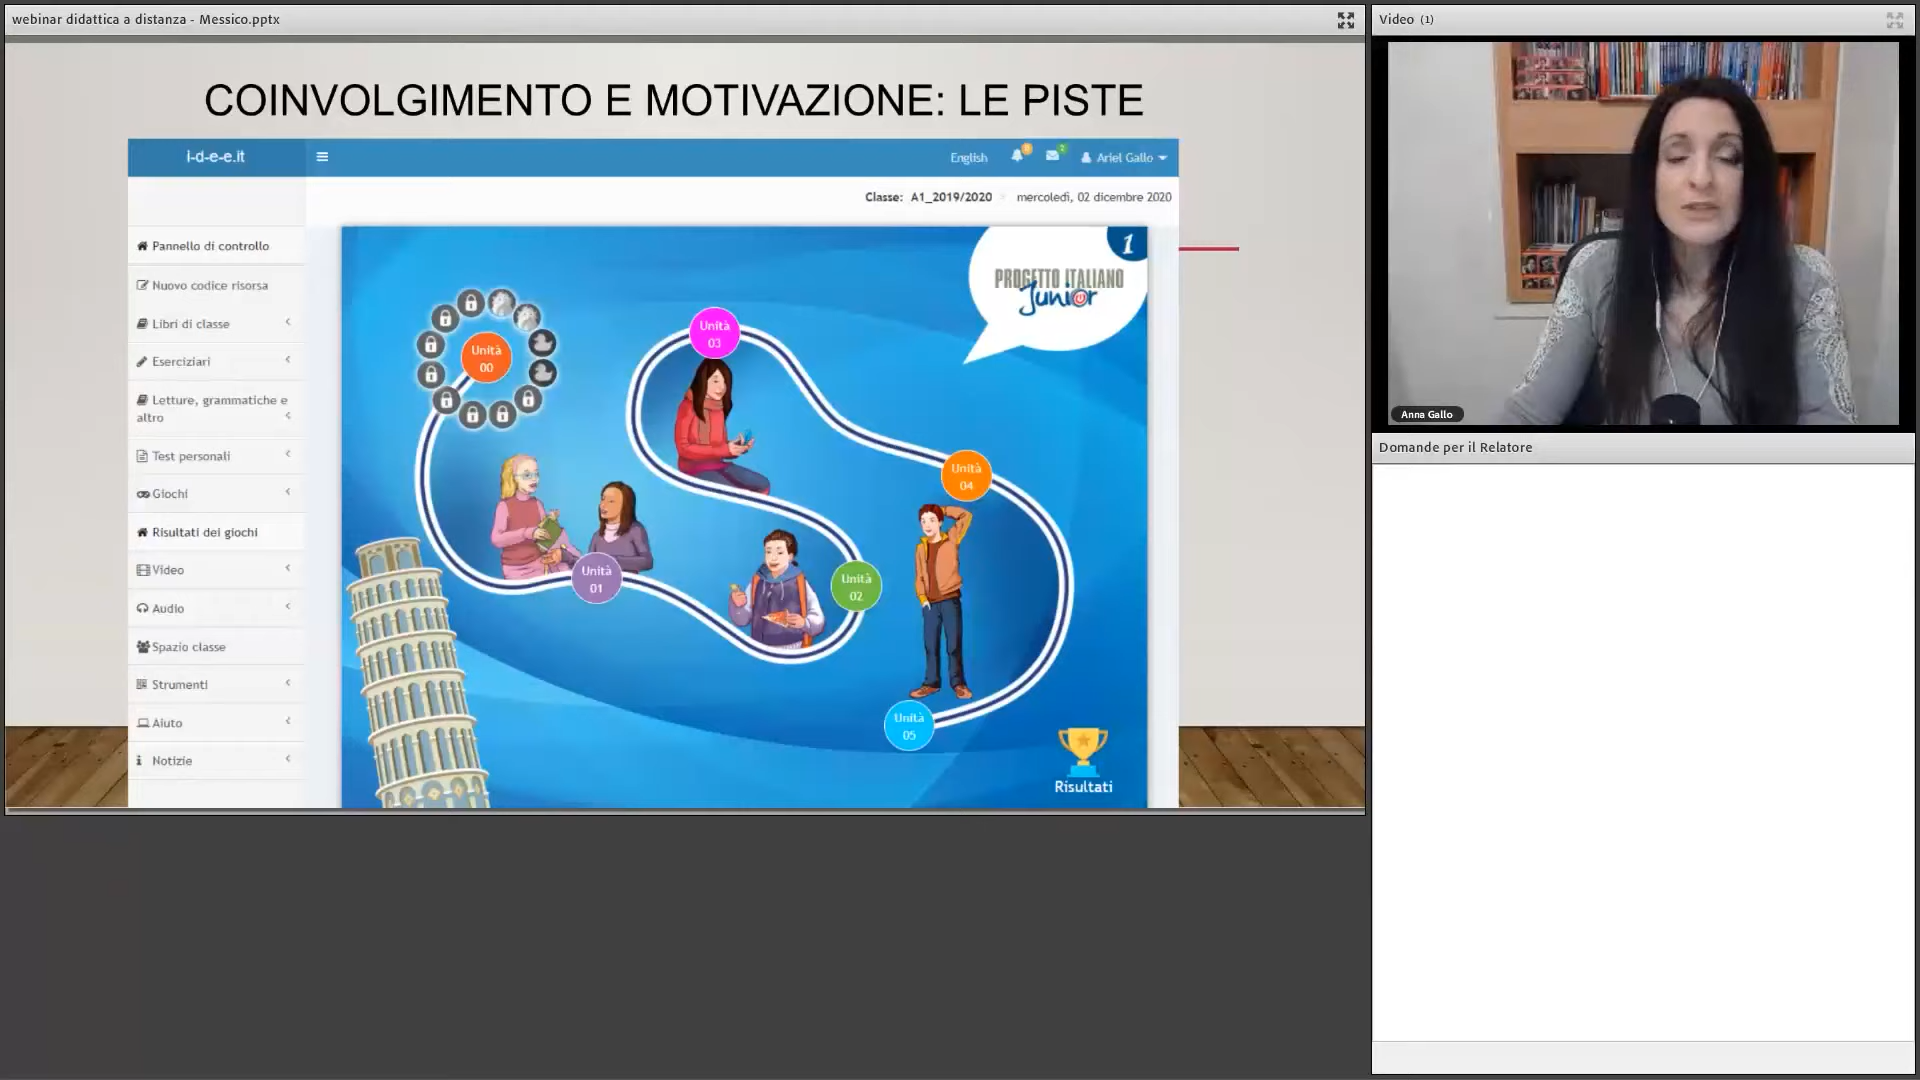 webinar didattica a distanza - Messico.pptx
COINVOLGIMENTO E MOTIVAZIONE: LE PISTE
i-d-e-e.it
English
Ariel Gallo
Classe: A1_2019/2020
mercoledì, 02 dicembre 2020
Pannello di controllo
Nuovo codice risorsa
Libri di classe
Eserciziari
Letture, grammatiche e
altro
Test personali
Giochi
Risultati dei giochi
Video
Audio
Spazio classe
Strumenti
Aiuto
Notizie
1
PROGETTO ITALIANO
Junior
Unità
00
Unità
03
Unità
04
Unità
01
Unità
02
Unità
05
Risultati
Video (1)
Anna Gallo
Domande per il Relatore